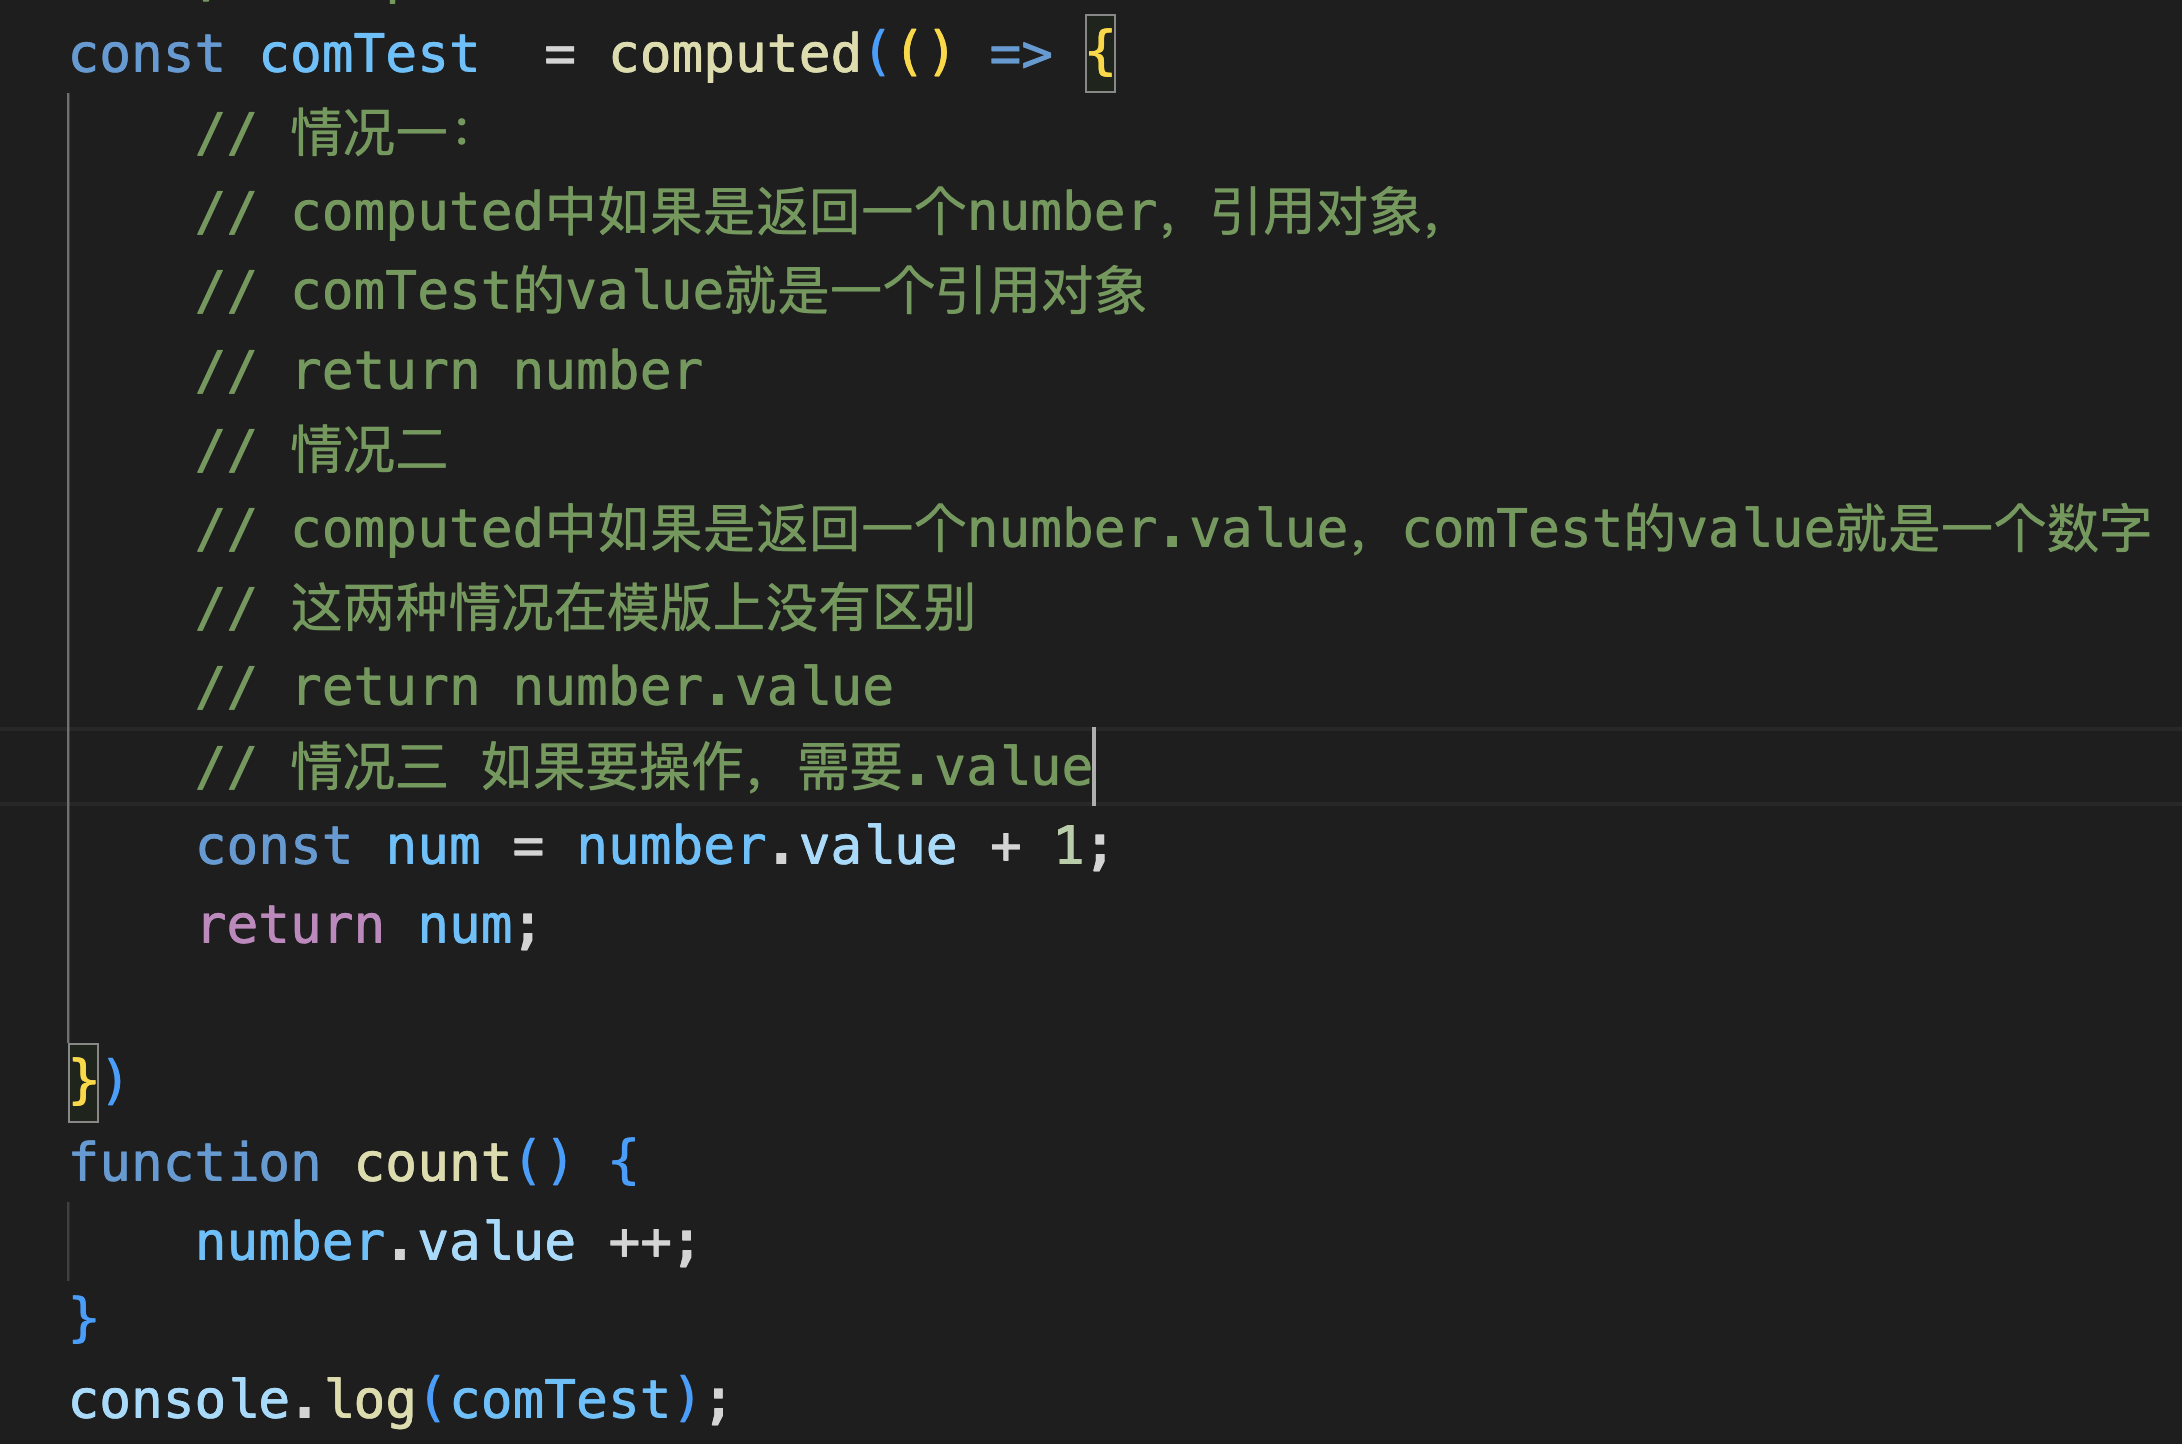 const comTest  = computed(() => {
    // 情况一：
    // computed中如果是返回一个number，引用对象，
    // comTest的value就是一个引用对象
    // return number
    // 情况二
    // computed中如果是返回一个number.value，comTest的value就是一个数字
    // 这两种情况在模版上没有区别
    // return number.value
    // 情况三 如果要操作，需要.value
    const num = number.value + 1;
    return num;

})
function count() {
    number.value ++;
}
console.log(comTest);